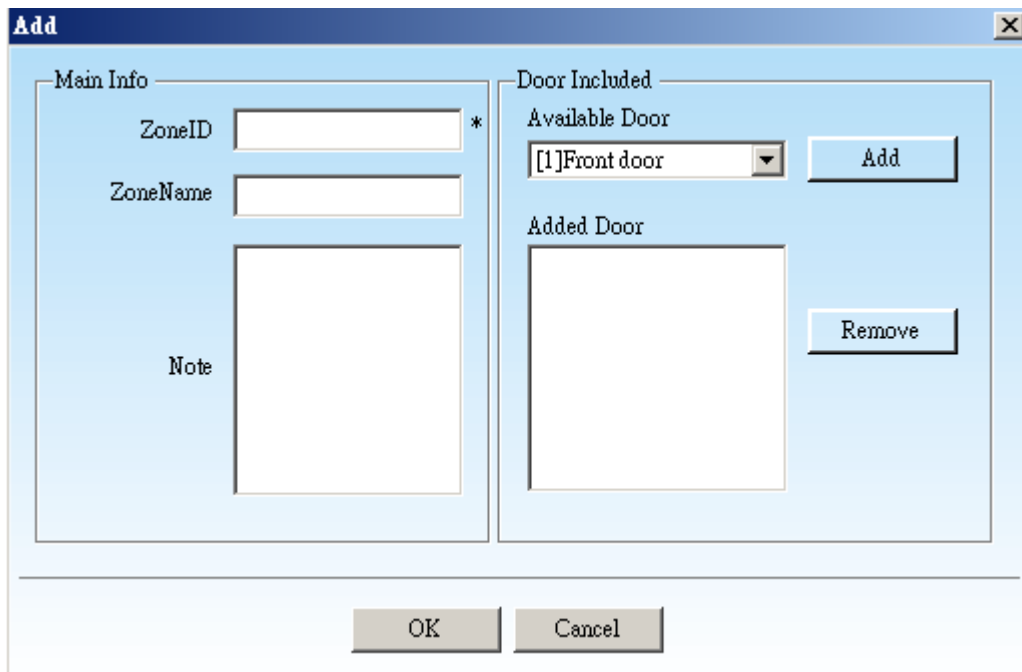 Add
Main Info
ZoneID
*
ZoneName
Note
Door Included
Available Door
[1]Front door
Add
Added Door
Remove
OK
Cancel